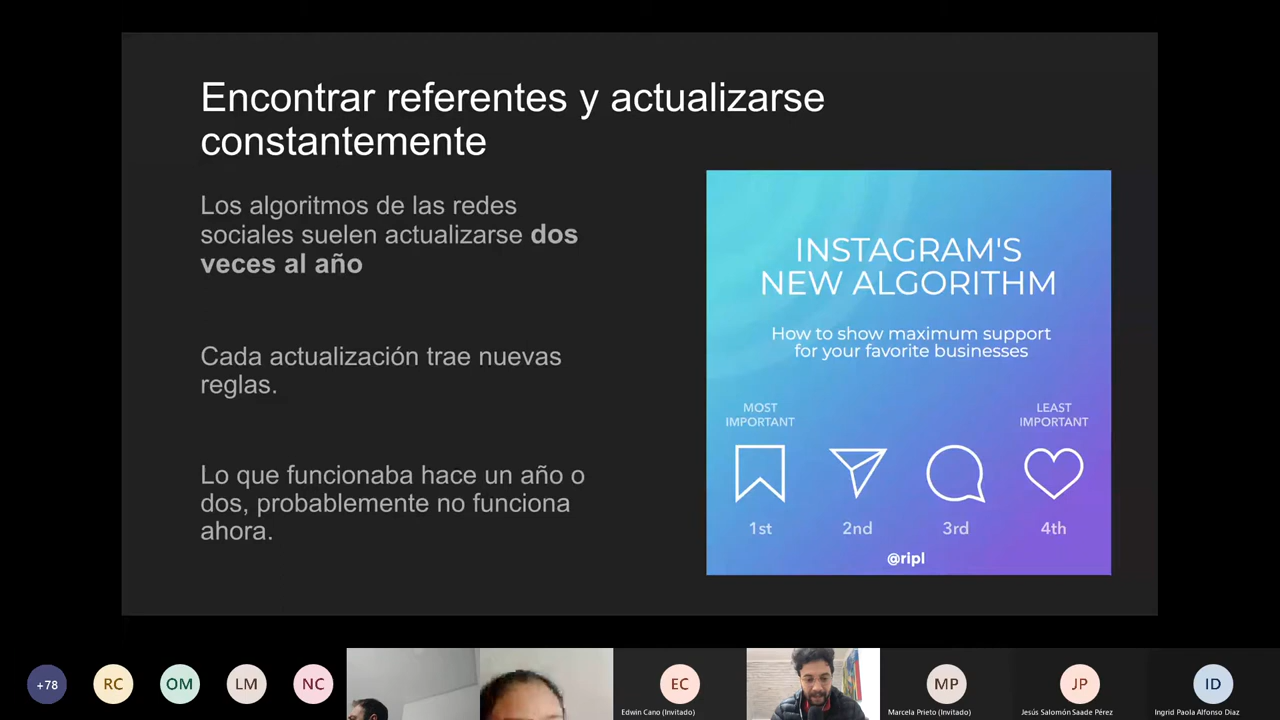 Encontrar referentes y actualizarse
constantemente
Los algoritmos de las redes
sociales suelen actualizarse dos
veces al año
Cada actualización trae nuevas
reglas.
Lo que funcionaba hace un año o
dos, probablemente no funciona
ahora.
INSTAGRAM'S
NEW ALGORITHM
How to show maximum support
for your favorite businesses
MOST
IMPORTANT
LEAST
IMPORTANT
1st
2nd
3rd
4th
@ripl
+78
RC
OM
LM
NC
EC
MP
JP
ID
Edwin Cano (Invitado)
Marcela Prieto (Invitado)
Jesús Salomón Saade Pérez
Ingrid Paola Alfonso Díaz